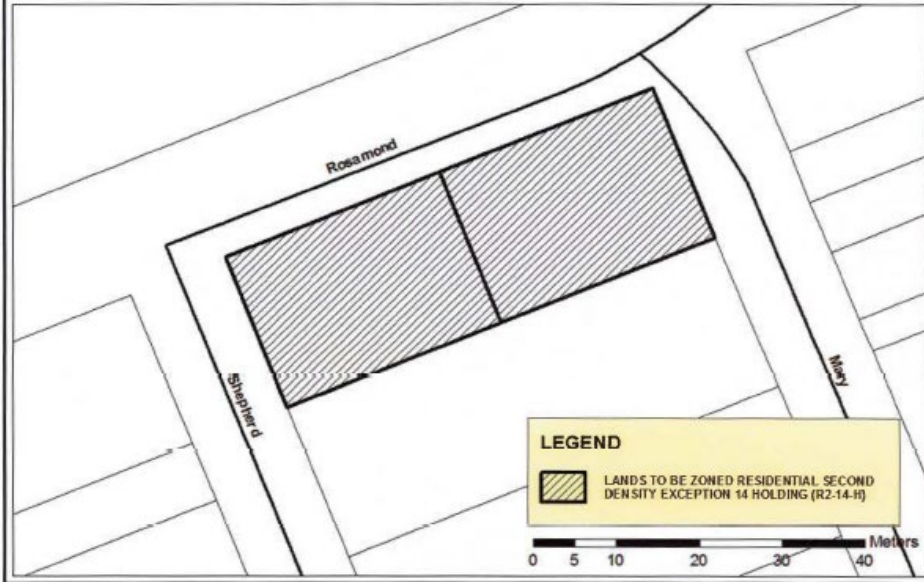 Rosamond
Shepherd
Mary
LEGEND
LANDS TO BE ZONED RESIDENTIAL SECOND
DENSITY EXCEPTION 14 HOLDING (R2-14-H)
Meters
0 5 10 20 30 40